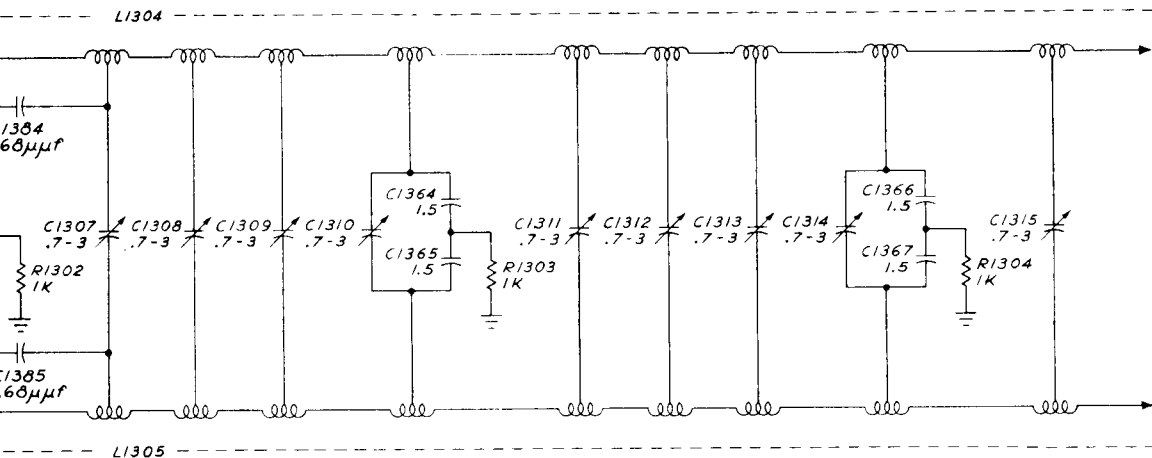 L1304
1384
68μμf
C1307
.7-3
C1308
.7-3
C1309
.7-3
C1310
.7-3
C1364
1.5
C1365
1.5
R1302
1K
R1303
1K
C1311
.7-3
C1312
.7-3
C1313
.7-3
C1314
.7-3
C1366
1.5
C1367
1.5
R1304
1K
C1315
.7-3
C1385
.68μμf
L1305